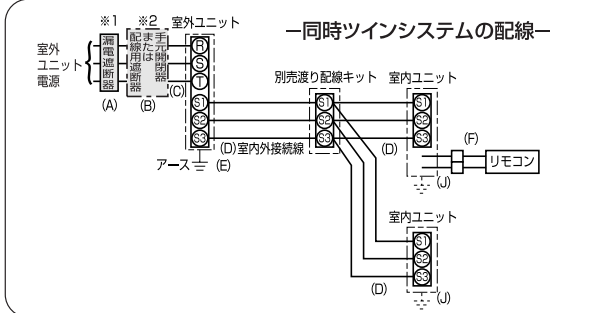 ※1
※2
室外ユニット
ー同時ツインシステムの配線ー
室外
ユニット
電源
漏電遮断器
配線用遮断器
または
手元開閉器
R
S
T
S1
S2
S3
(A)
(B)
(C)
別売渡り配線キット
室内ユニット
S1
S2
S3
S1
S2
S3
(F)
リモコン
(D)室内外接続線
(D)
アース
(E)
(J)
室内ユニット
S1
S2
S3
(D)
(J)